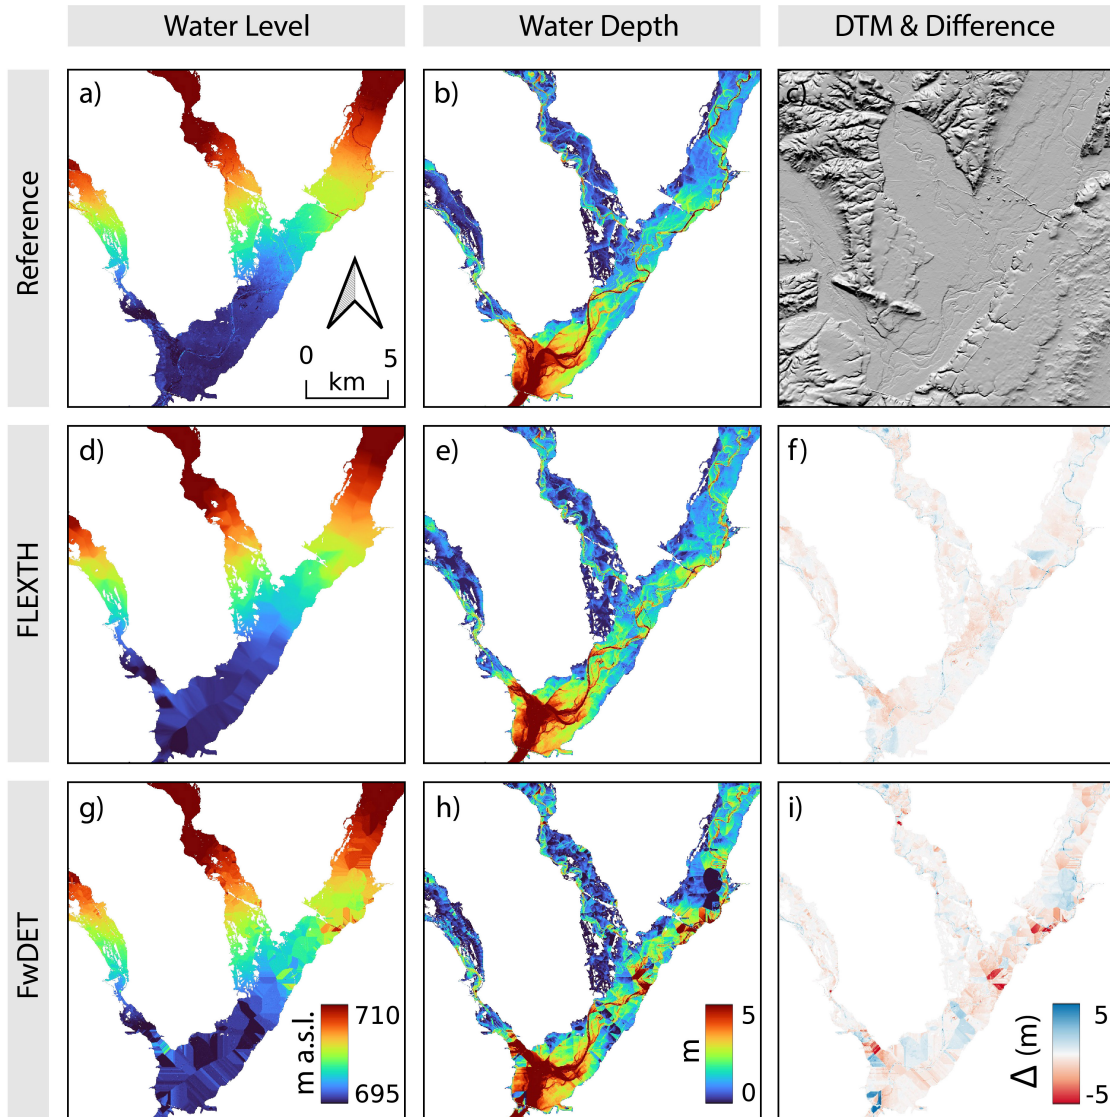 Water Level Water Depth DTM & Difference
Reference
a) b) c)
0 5
km
FLEXTH
d) e) f)
FwDET
g) h) i)
m a.s.l. 710 695
m 5 0
Δ (m) 5 -5